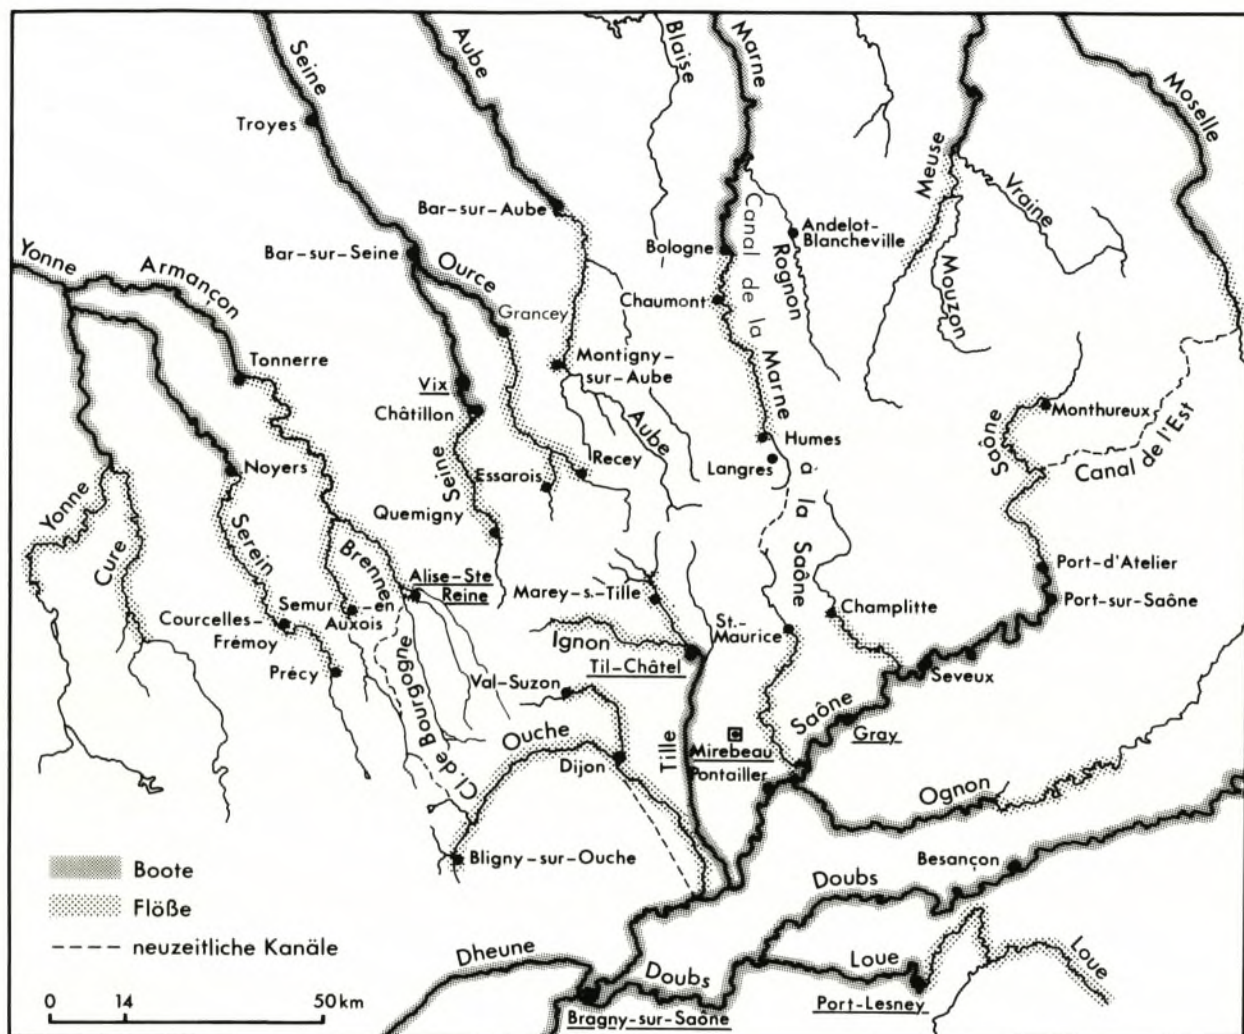 Seine
Aube
Blaise
Marne
Moselle
Troyes
Meuse
Vraine
Bar-sur-Aube
Canal de la Marne à la Saône
Andelot-
Blancheville
Bologne
Rognon
Mouzon
Yonne
Armançon
Bar-sur-Seine
Ource
Grancey
Chaumont
Tonnerre
Montigny-
sur-Aube
Vix
Châtillon
Aube
Monthureux
Saône
Canal de l'Est
Humes
Langres
Noyers
Seine
Essarois
Recey
Yonne
Cure
Serein
Quemigny
Brenne
Alise-Ste
Reine
Marey-s.-Tille
Port-d'Atelier
Port-sur-Saône
Champlitte
Semur-en
Auxois
Courcelles-
Frémoy
Ignon
St.-
Maurice
Til-Châtel
Précy
Val-Suzon
Seveux
Cl. de Bourgogne
Ouche
Tille
Saône
Gray
Dijon
Mirebeau
Pontailler
Ognon
Bligny-sur-Ouche
Besançon
Doubs
Boote
Flöße
neuzeitliche Kanäle
Dheune
Doubs
Loue
Loue
Port-Lesney
Bragny-sur-Saône
0 14 50 km